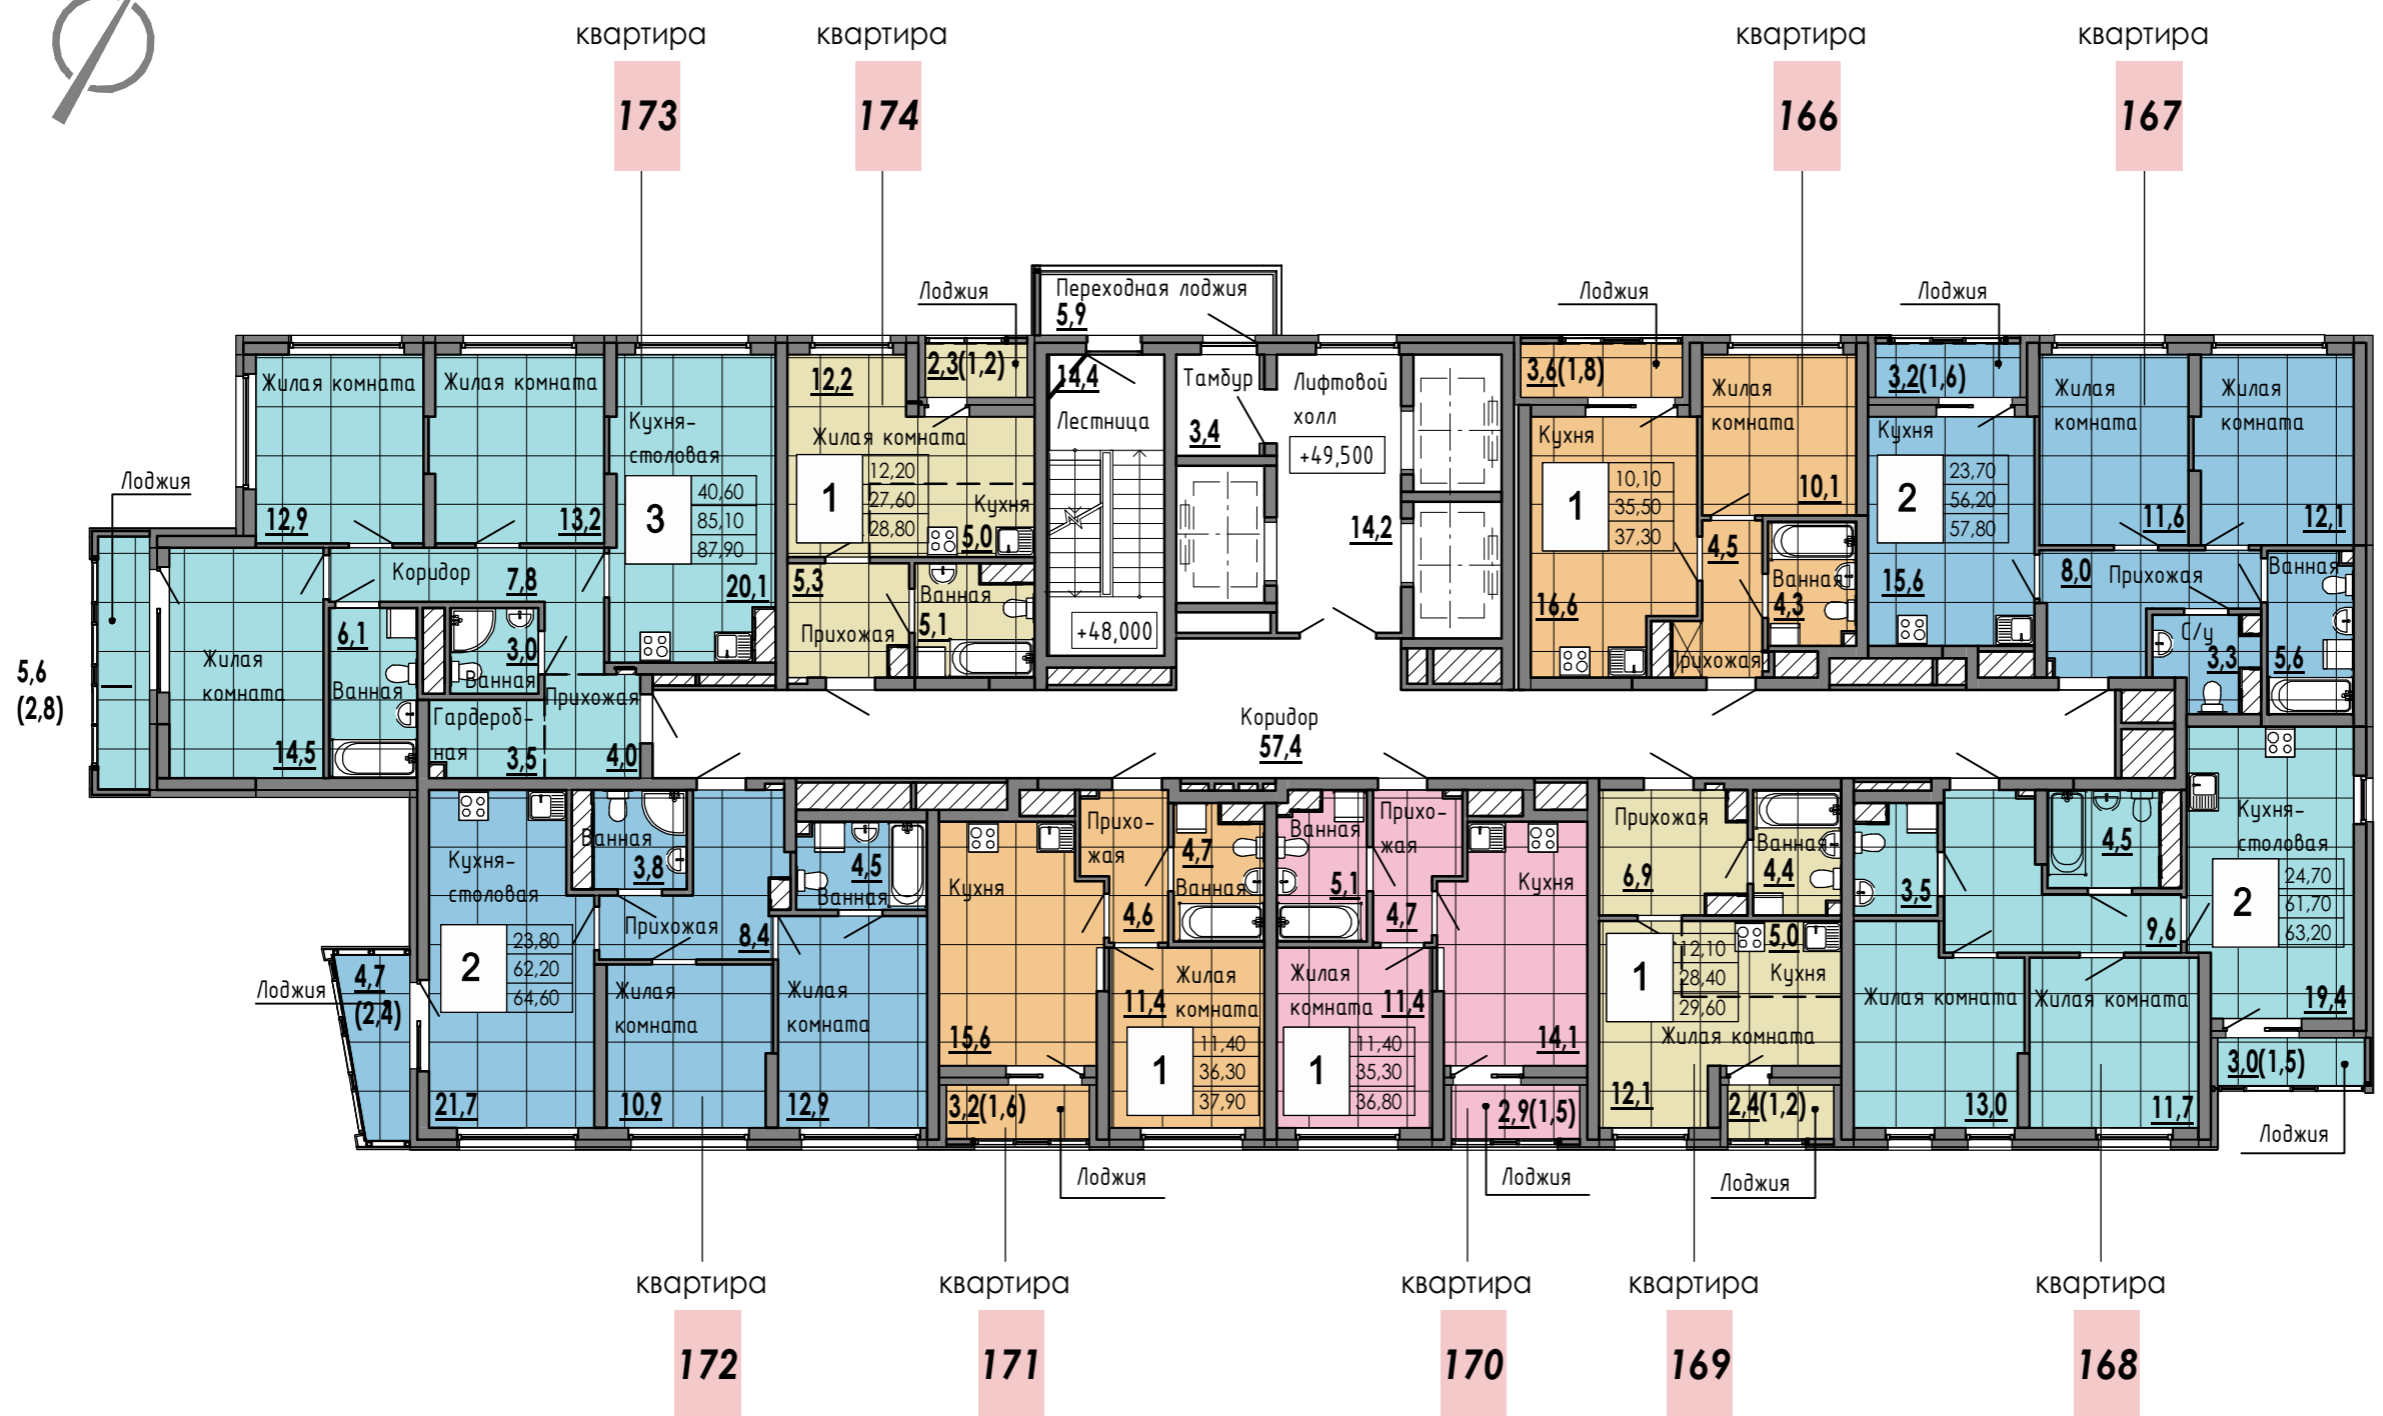 квартира
173
квартира
174
квартира
166
квартира
167
Лоджия
Переходная лоджия
5,9
Лоджия
Лоджия
Жилая комната
12,9
Жилая комната
13,2
Кухня-
столовая
3
40,60
85,10
87,90
20,1
12,2
2,3(1,2)
Жилая комната
1
12,20
27,60
28,80
Кухня
5,0
5,3
Прихожая
Ванная
5,1
14,4
Лестница
+48,000
Тамбур
3,4
Лифтовой
холл
+49,500
14,2
3,6(1,8)
Кухня
1
10,10
35,50
37,30
16,6
Жилая
комната
10,1
4,5
Прихожая
Ванная
4,3
3,2(1,6)
Кухня
2
23,70
56,20
57,80
15,6
Жилая
комната
11,6
Жилая
комната
12,1
8,0
Прихожая
Ванная
5,6
С/у
3,3
Лоджия
5,6
(2,8)
Жилая
комната
14,5
Коридор
7,8
6,1
Ванная
3,0
Ванная
Гардероб-
ная
3,5
Прихожая
4,0
Коридор
57,4
Кухня-
столовая
2
23,80
62,20
64,60
21,7
Лоджия
4,7
(2,4)
Ванная
3,8
Прихожая
8,4
4,5
Ванная
Жилая
комната
10,9
Жилая
комната
12,9
Кухня
15,6
3,2(1,6)
Прихо-
жая
4,6
4,7
Ванная
Жилая
комната
11,4
1
11,40
36,30
37,90
Ванная
5,1
Прихо-
жая
4,7
Кухня
14,1
Жилая
комната
11,4
1
11,40
35,30
36,80
2,9(1,5)
Прихожая
6,9
Ванная
4,4
1
12,10
28,40
29,60
5,0
Кухня
Жилая комната
12,1
2,4(1,2)
3,5
4,5
9,6
Жилая комната
13,0
Жилая комната
11,7
Кухня-
столовая
2
24,70
61,70
63,20
19,4
3,0(1,5)
Лоджия
Лоджия
Лоджия
Лоджия
квартира
172
квартира
171
квартира
170
квартира
169
квартира
168